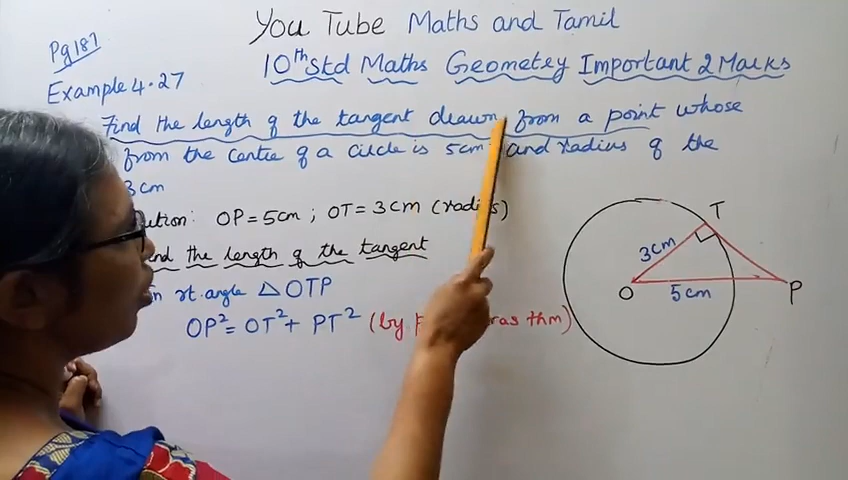 You Tube Maths and Tamil
Pg 187
10th Std Maths Geometry Important 2 Marks
Example 4.27
Find the length of the tangent drawn from a point whose
from the centre of a circle is 5cm and radius of the
3 cm
OP = 5cm ; OT = 3cm (radius)
the length of the tangent
rt. angle △ OTP
OP² = OT² + PT² (by thm)
T
3cm
O
5cm
P